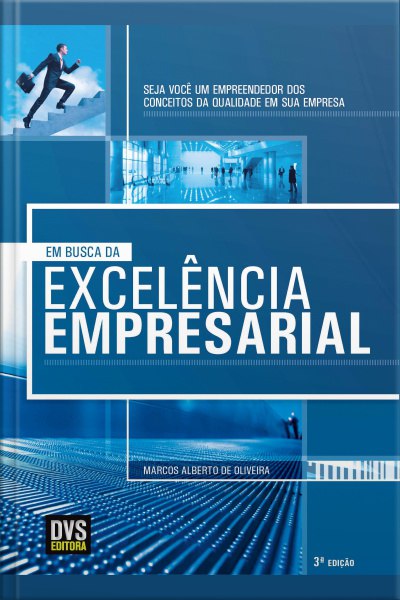 SEJA VOCÊ UM EMPREENDEDOR DOS
CONCEITOS DA QUALIDADE EM SUA EMPRESA
EM BUSCA DA
EXCELÊNCIA
EMPRESARIAL
MARCOS ALBERTO DE OLIVEIRA
DVS
EDITORA
3ª EDIÇÃO